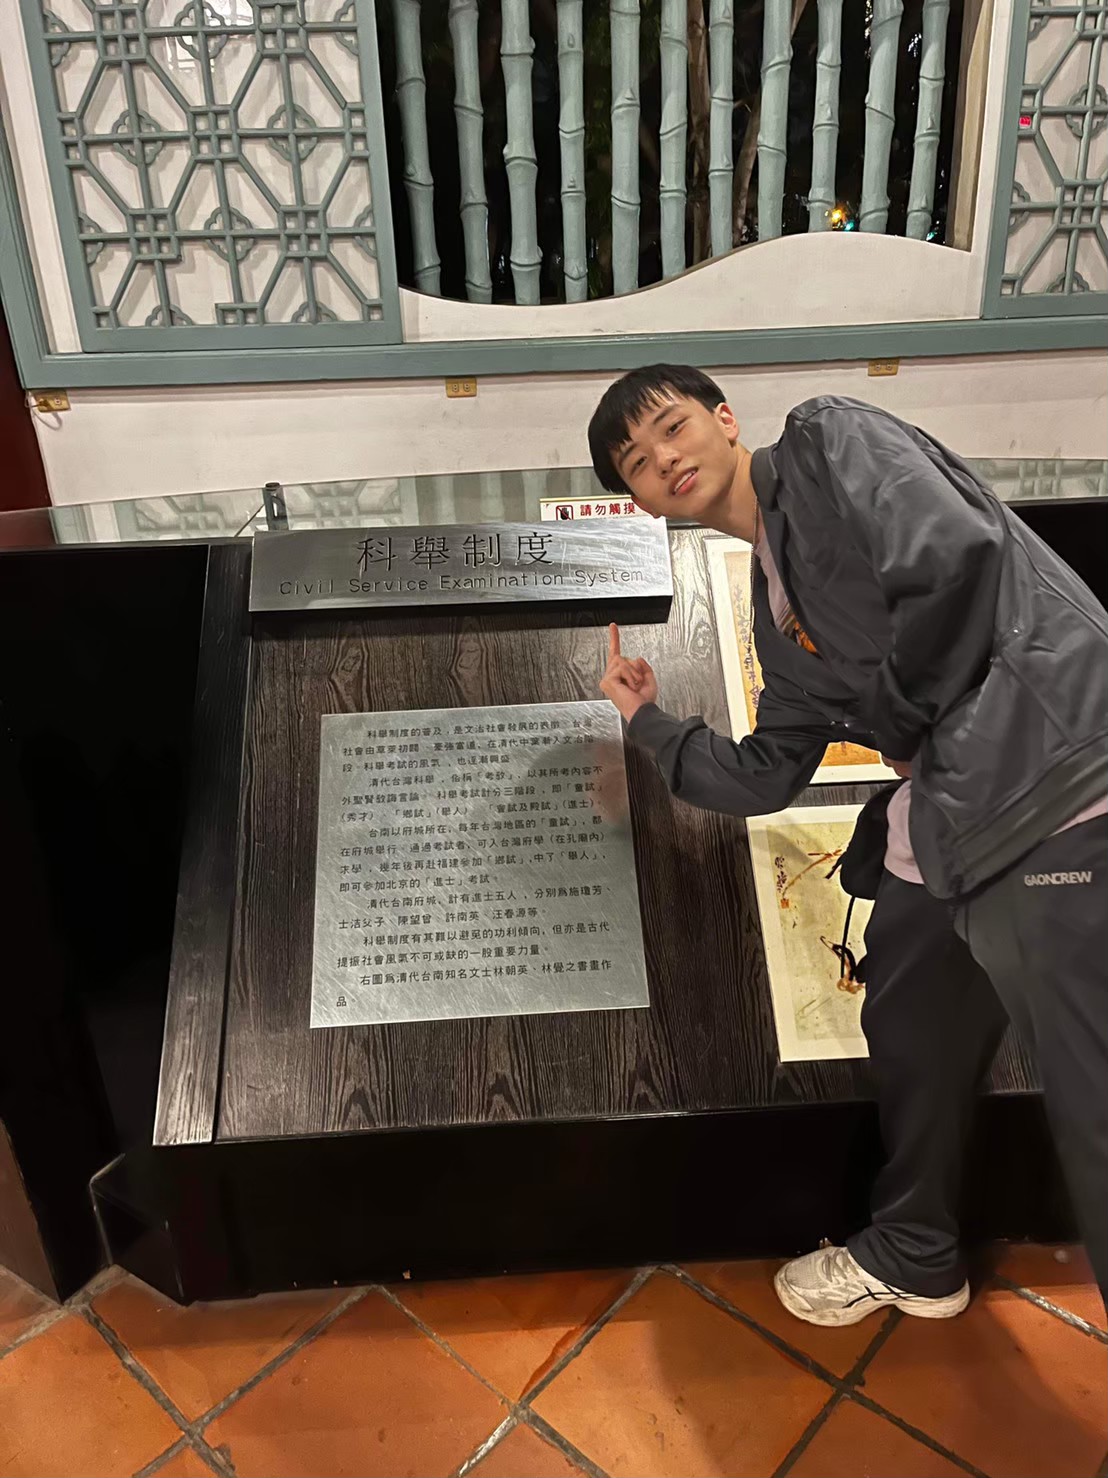 請勿觸摸
科舉制度
Civil Service Examination System
科舉制度的普及，是文治社會發展的表徵。台灣
社會由草萊初闢、豪強當道，在清代中葉漸入文治階
段，科舉考試的風氣，也逐漸興盛。
清代台灣科舉，俗稱「考校」，以其所考內容不
外聖賢教誨言論。科舉考試計分三階段，即「童試」
（秀才）、「鄉試」（舉人）、「會試及殿試」（進士）。
台南以府城所在，每年台灣地區的「童試」，都
在府城舉行。通過考試者，可入台灣府學（在孔廟內）
求學，幾年後再赴福建參加「鄉試」，中了「舉人」，
即可參加北京的「進士」考試。
清代台南府城，計有進士五人，分別為施瓊芳、
士洁父子、陳望曾、許南英、汪春源等。
科舉制度有其難以避免的功利傾向，但亦是古代
提振社會風氣不可或缺的一股重要力量。
右圖為清代台南知名文士林朝英、林覺之書畫作
品。
GAONCREW